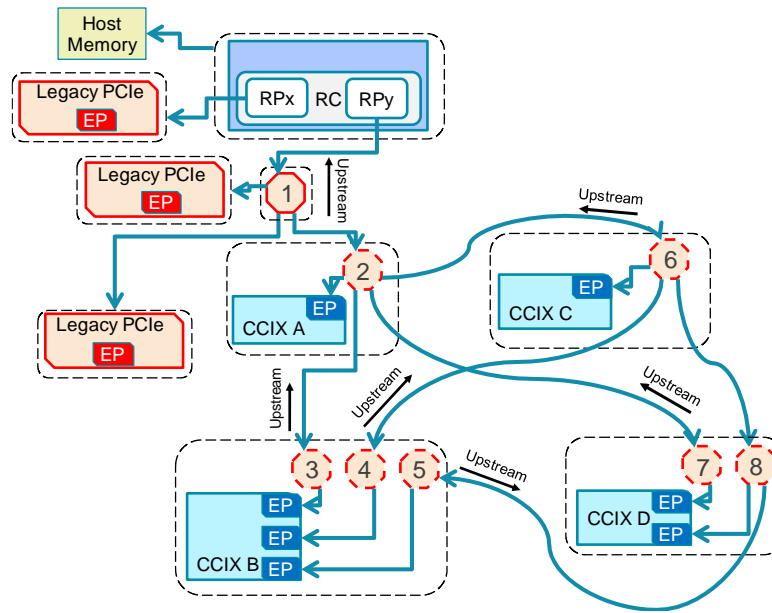 Host
Memory
Legacy PCIe
EP
RPx
RC
RPy
Legacy PCIe
EP
1
Upstream
Upstream
2
6
EP
CCIX A
EP
CCIX C
Legacy PCIe
EP
Upstream
Upstream
Upstream
Upstream
3
4
5
7
8
EP
EP
CCIX B
EP
EP
CCIX D
EP